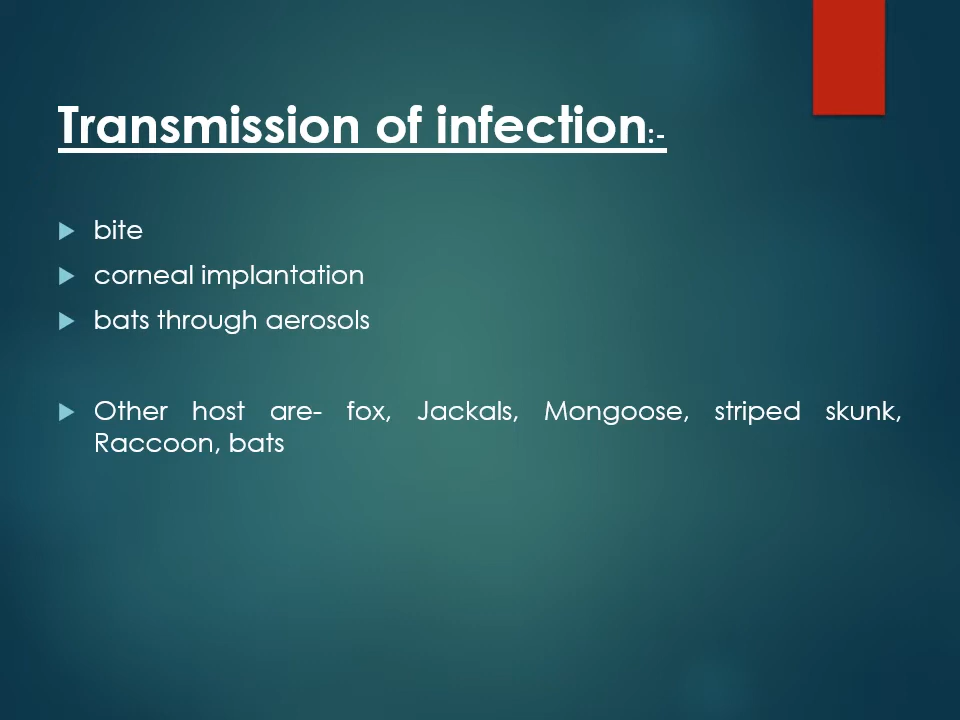 Transmission of infection:-
bite
corneal implantation
bats through aerosols
Other host are- fox, Jackals, Mongoose, striped skunk,
Raccoon, bats